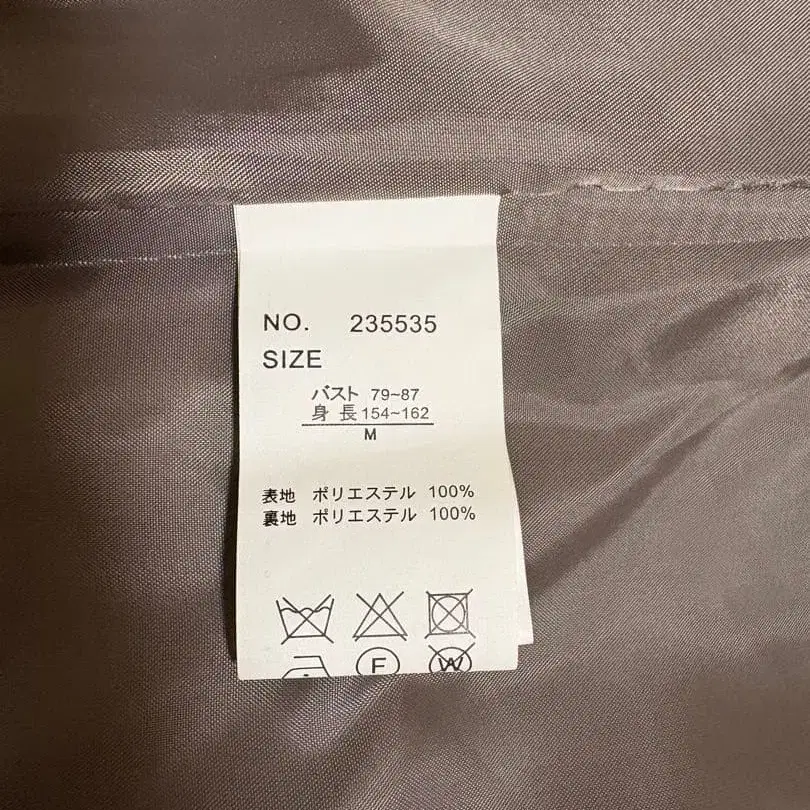 NO. 235535
SIZE
バスト 79~87
身長 154~162
M
表地 ポリエステル 100%
裏地 ポリエステル 100%
F
W